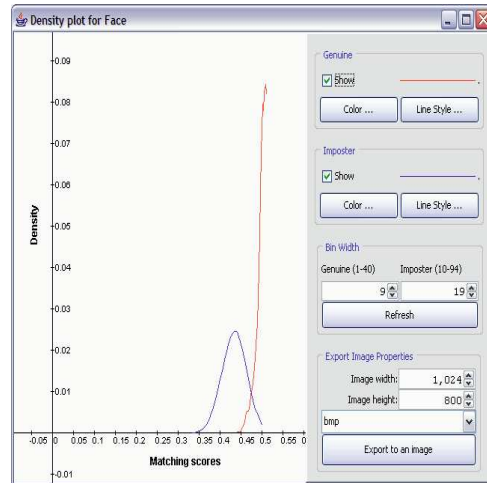 Density plot for Face
0.09
0.08
0.07
0.06
0.05
0.04
0.03
0.02
0.01
-0.01
Density
-0.05 0 0.05 0.1 0.15 0.2 0.25 0.3 0.35 0.4 0.45 0.5 0.55 0.6
Matching scores
Genuine
Show
Color ... Line Style ...
Imposter
Show
Color ... Line Style ...
Bin Width
Genuine (1-40) Imposter (10-94)
9 19
Refresh
Export Image Properties
Image width: 1,024
Image height: 800
bmp
Export to an image